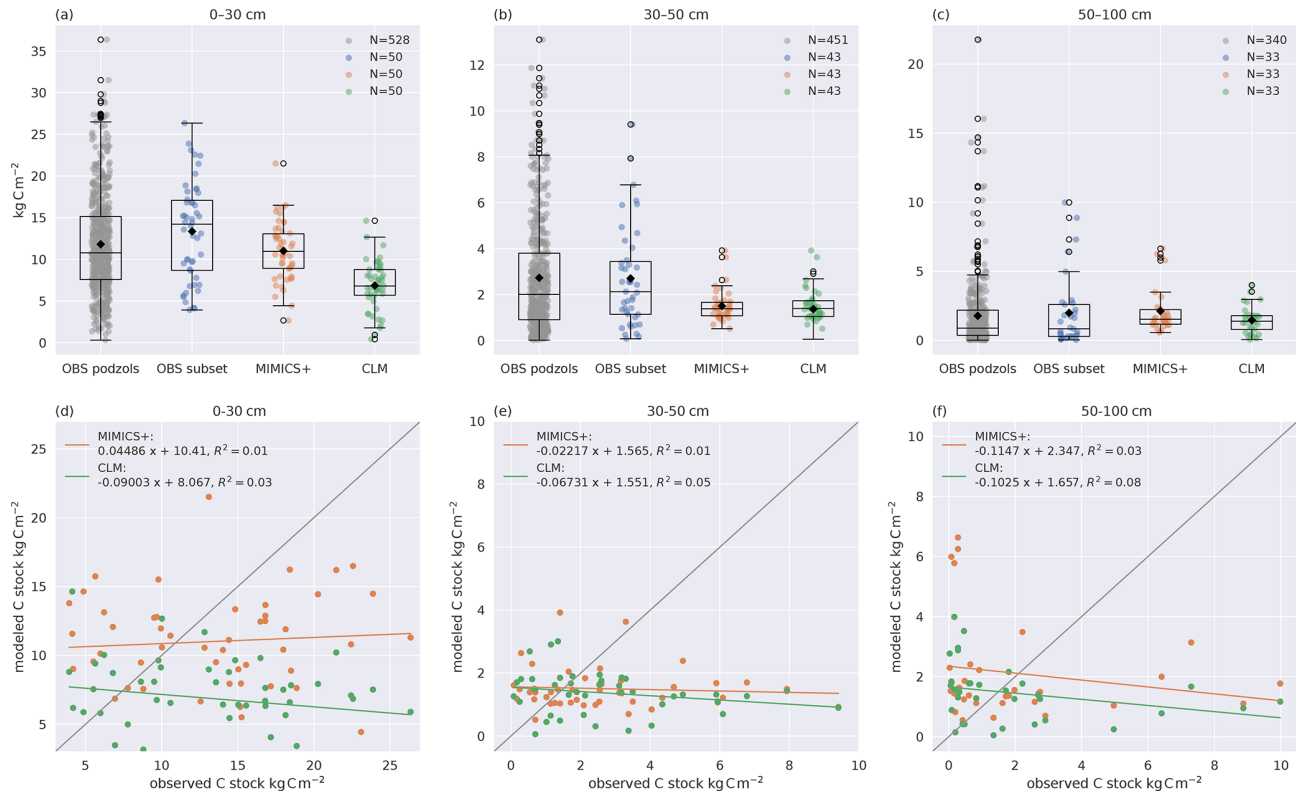 (a) 0–30 cm
35
30
25
20
15
10
5
0
kg C m⁻²
N=528
N=50
N=50
N=50
OBS podzols OBS subset MIMICS+ CLM
(b) 30–50 cm
12
10
8
6
4
2
0
N=451
N=43
N=43
N=43
OBS podzols OBS subset MIMICS+ CLM
(c) 50–100 cm
20
15
10
5
0
N=340
N=33
N=33
N=33
OBS podzols OBS subset MIMICS+ CLM
(d) 0-30 cm
MIMICS+:
0.04486 x + 10.41, R² = 0.01
CLM:
-0.09003 x + 8.067, R² = 0.03
25
20
15
10
5
modeled C stock kg C m⁻²
5 10 15 20 25
observed C stock kg C m⁻²
(e) 30-50 cm
MIMICS+:
-0.02217 x + 1.565, R² = 0.01
CLM:
-0.06731 x + 1.551, R² = 0.05
10
8
6
4
2
0
modeled C stock kg C m⁻²
0 2 4 6 8 10
observed C stock kg C m⁻²
(f) 50-100 cm
MIMICS+:
-0.1147 x + 2.347, R² = 0.03
CLM:
-0.1025 x + 1.657, R² = 0.08
10
8
6
4
2
0
modeled C stock kg C m⁻²
0 2 4 6 8 10
observed C stock kg C m⁻²